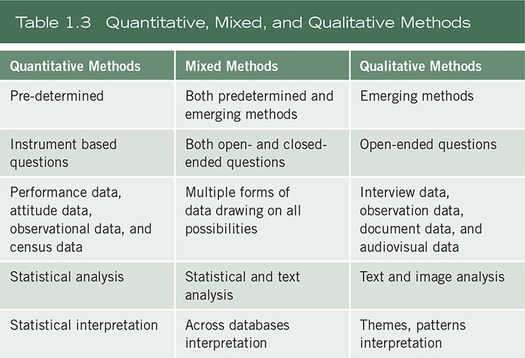 Table 1.3 Quantitative, Mixed, and Qualitative Methods
Quantitative Methods Mixed Methods Qualitative Methods
Pre-determined Both predetermined and Emerging methods
emerging methods
Instrument based Both open- and closed- Open-ended questions
questions ended questions
Performance data, Multiple forms of Interview data,
attitude data, data drawing on all observation data,
observational data, and possibilities document data, and
census data audiovisual data
Statistical analysis Statistical and text Text and image analysis
analysis
Statistical interpretation Across databases Themes, patterns
interpretation interpretation